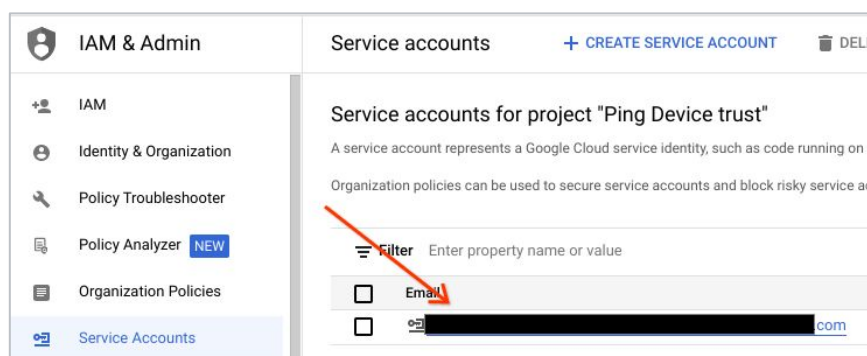 IAM & Admin
Service accounts
+ CREATE SERVICE ACCOUNT
IAM
Identity & Organization
Policy Troubleshooter
Policy Analyzer NEW
Organization Policies
Service Accounts
Service accounts for project "Ping Device trust"
A service account represents a Google Cloud service identity, such as code running on
Organization policies can be used to secure service accounts and block risky service
Filter Enter property name or value
Email
.com